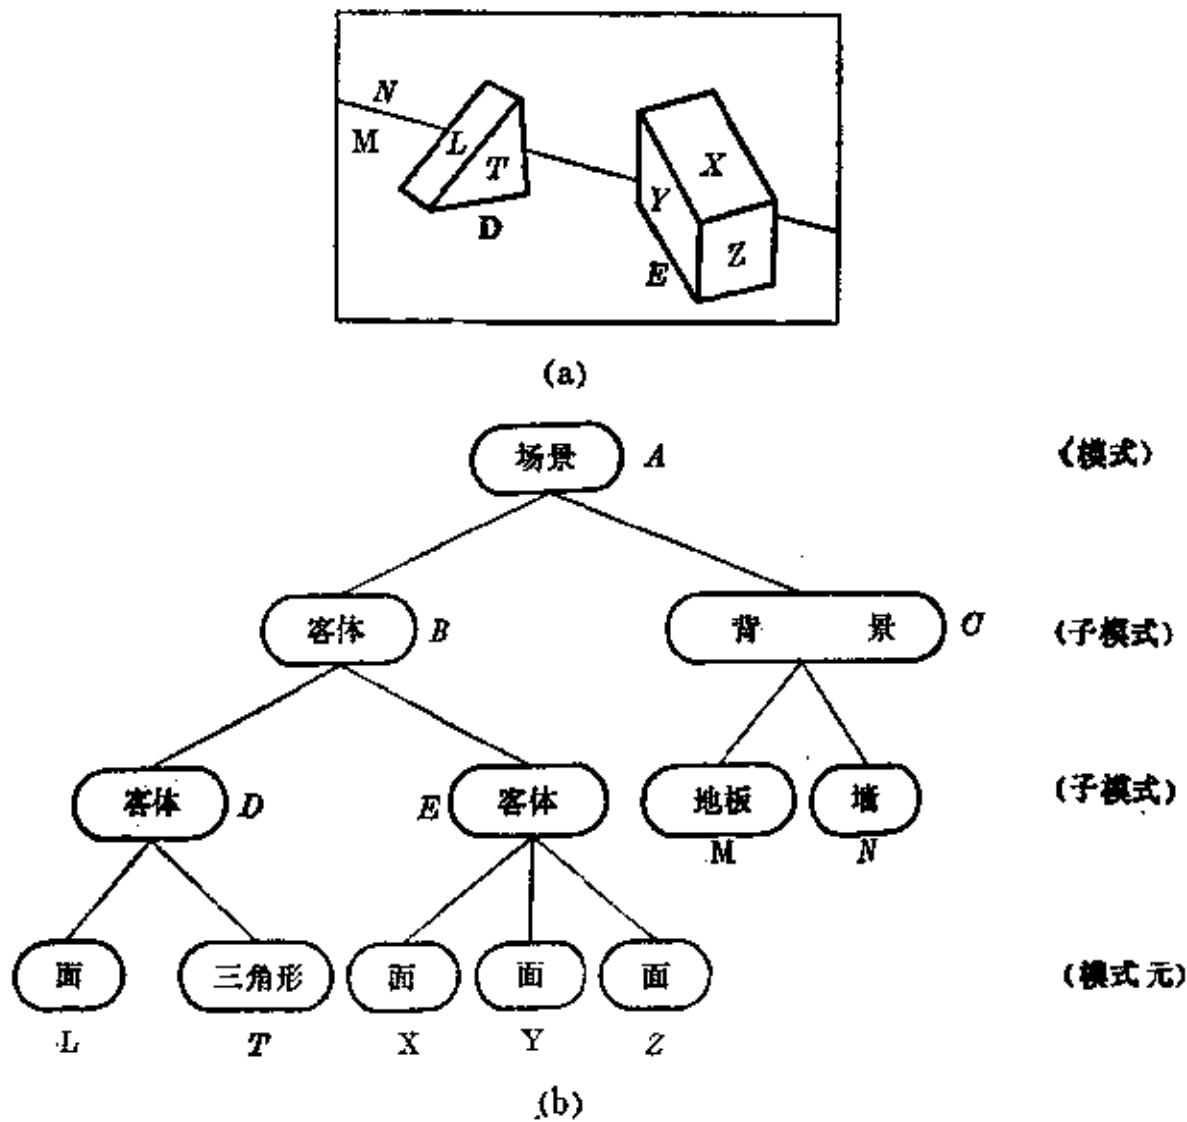 N
M
L
T
D
X
Y
Z
E
(a)
场景 A (模式)
客体 B 背景 C (子模式)
客体 D E 客体 地板 墙 (子模式)
M N
面 三角形 面 面 面 (模式元)
L T X Y Z
(b)